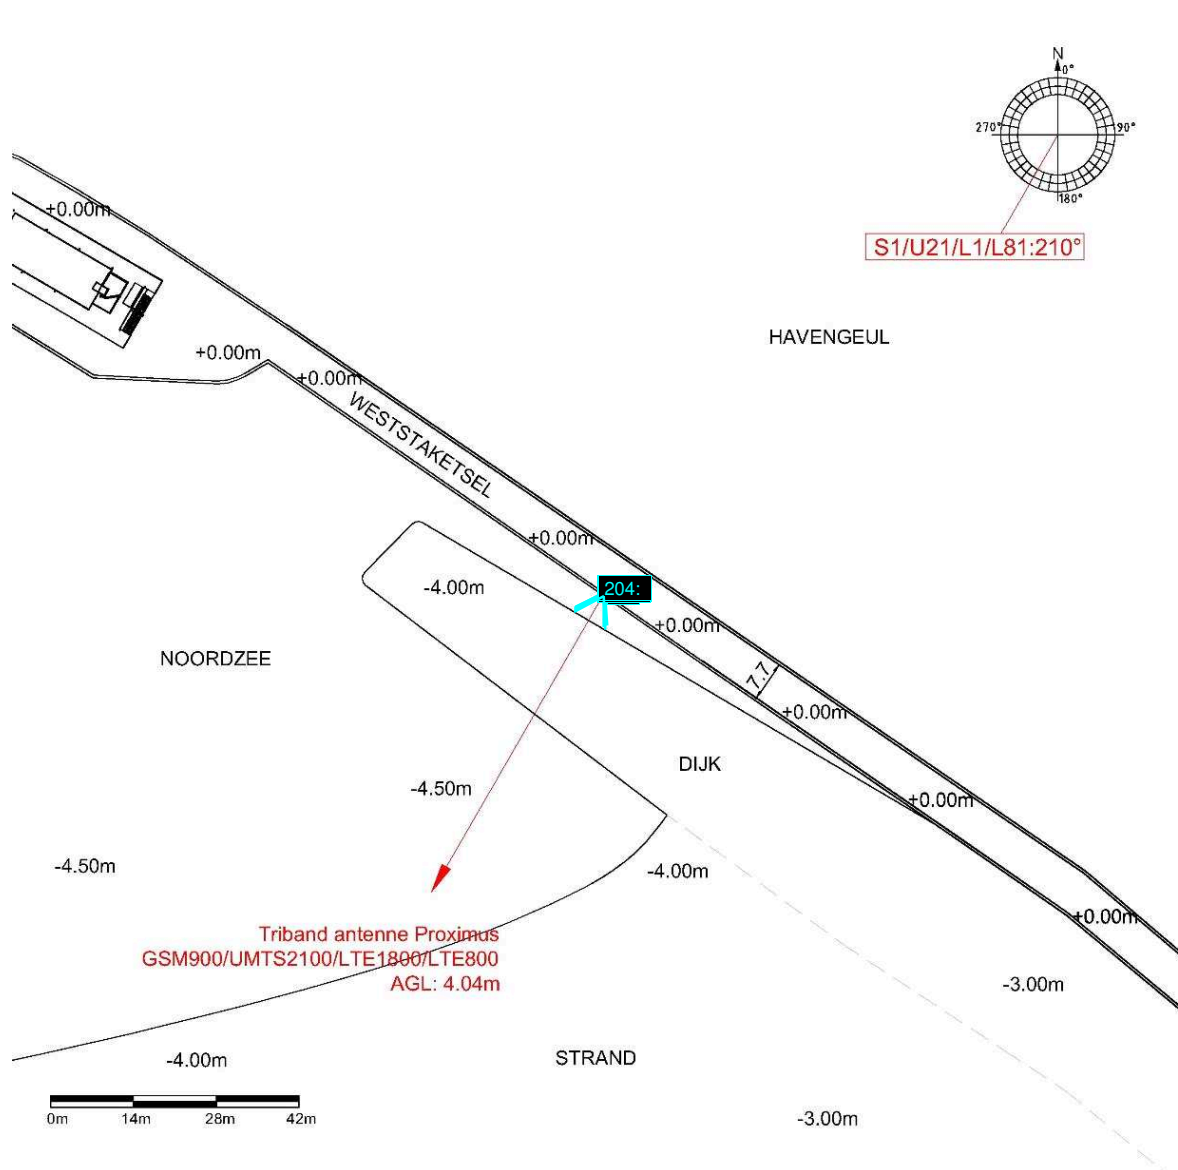 N
0°
270°
90°
180°
+0.00m
S1/U21/L1/L81:210°
HAVENGEUL
+0.00m
+0.00m
WESTSTAKETSEL
+0.00m
-4.00m
204:
+0.00m
NOORDZEE
7.7
+0.00m
DIJK
-4.50m
+0.00m
-4.50m
-4.00m
+0.00m
Triband antenne Proximus
GSM900/UMTS2100/LTE1800/LTE800
AGL: 4.04m
-3.00m
-4.00m
STRAND
0m 14m 28m 42m
-3.00m